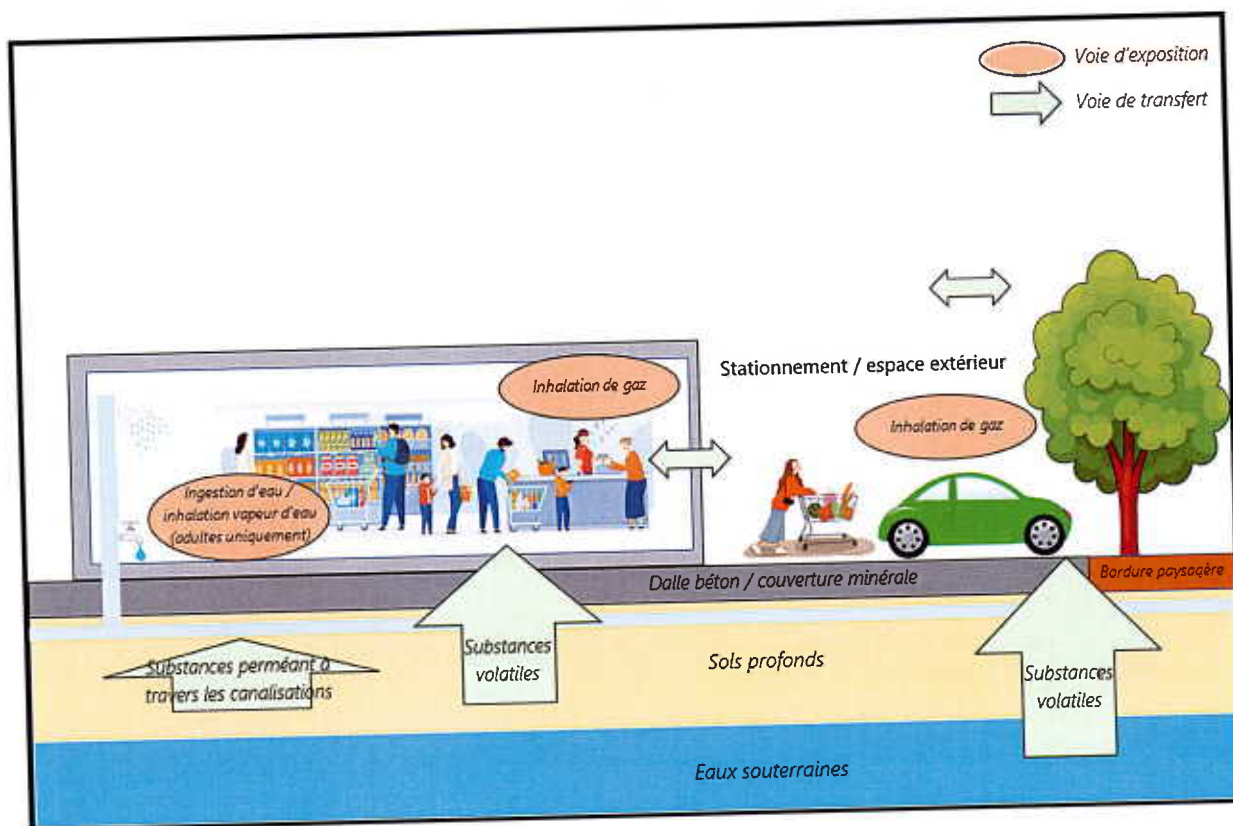 Voie d'exposition
Voie de transfert
Stationnement / espace extérieur
Inhalation de gaz
Inhalation de gaz
Ingestion d'eau /
inhalation vapeur d'eau
(adultes uniquement)
Dalle béton / couverture minérale
Bordure paysagère
Substances perméant à
travers les canalisations
Substances
volatiles
Sols profonds
Substances
volatiles
Eaux souterraines